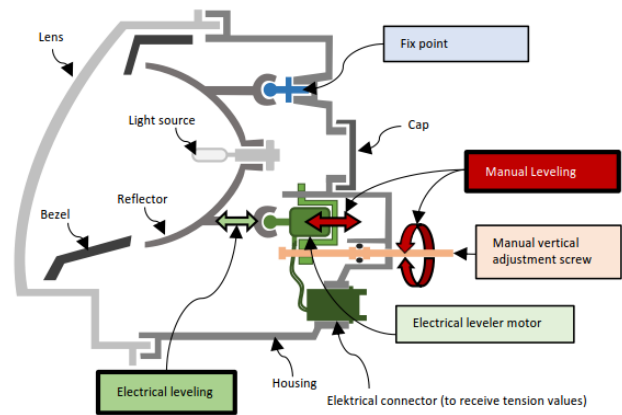 Lens
Fix point
Light source
Cap
Manual Leveling
Reflector
Bezel
Manual vertical
adjustment screw
Electrical leveler motor
Electrical leveling
Housing
Elektrical connector (to receive tension values)